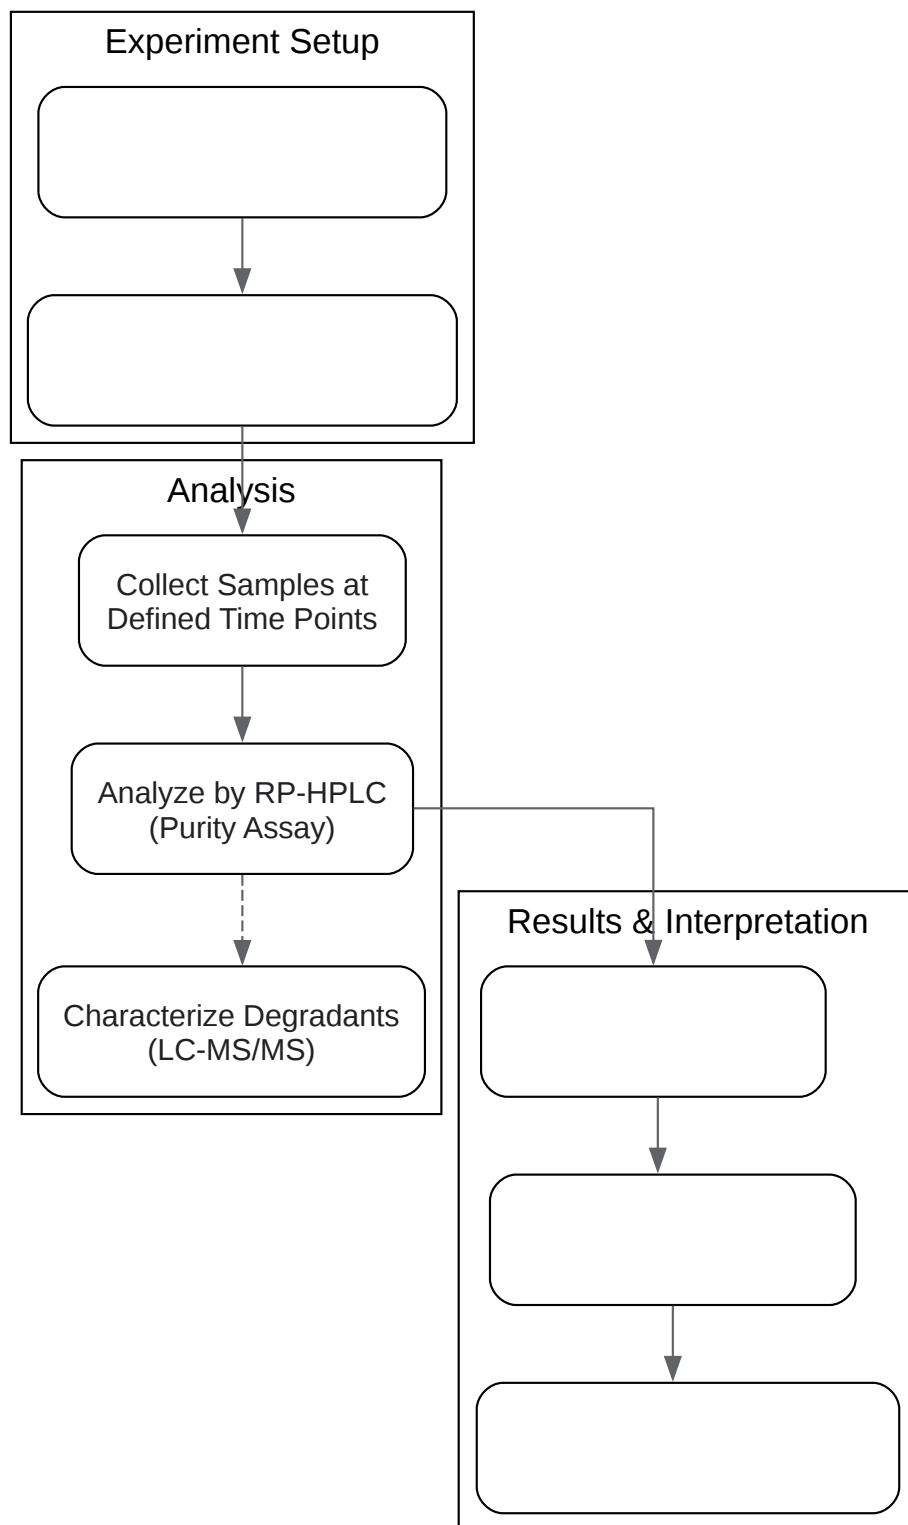 Experiment Setup
Analysis
Collect Samples at
Defined Time Points
Analyze by RP-HPLC
(Purity Assay)
Characterize Degradants
(LC-MS/MS)
Results & Interpretation